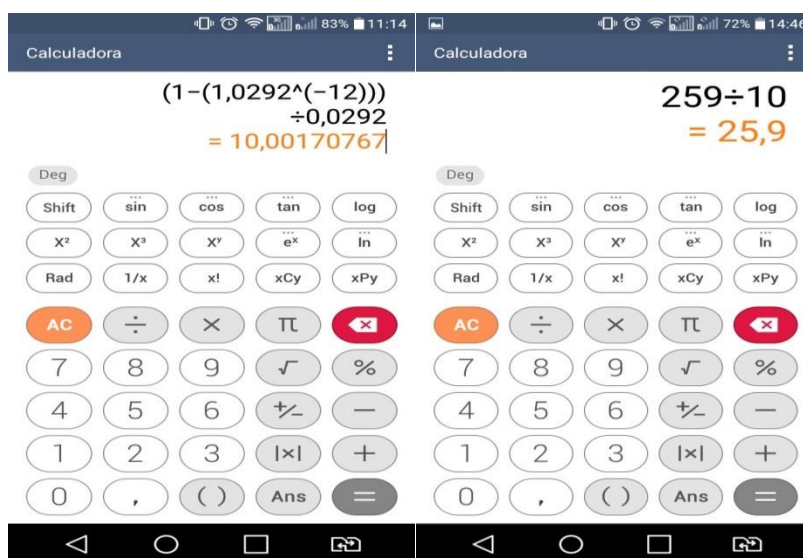 83% 11:14
Calculadora
(1−(1,0292^(−12)))
÷0,0292
= 10,00170767
Deg
Shift sin cos tan log
X² X³ Xʸ eˣ ln
Rad 1/x x! xCy xPy
AC ÷ × π
7 8 9 √ %
4 5 6 +/− −
1 2 3 |×| +
0 , ( ) Ans =
72% 14:46
Calculadora
259÷10
= 25,9
Deg
Shift sin cos tan log
X² X³ Xʸ eˣ ln
Rad 1/x x! xCy xPy
AC ÷ × π
7 8 9 √ %
4 5 6 +/− −
1 2 3 |×| +
0 , ( ) Ans =